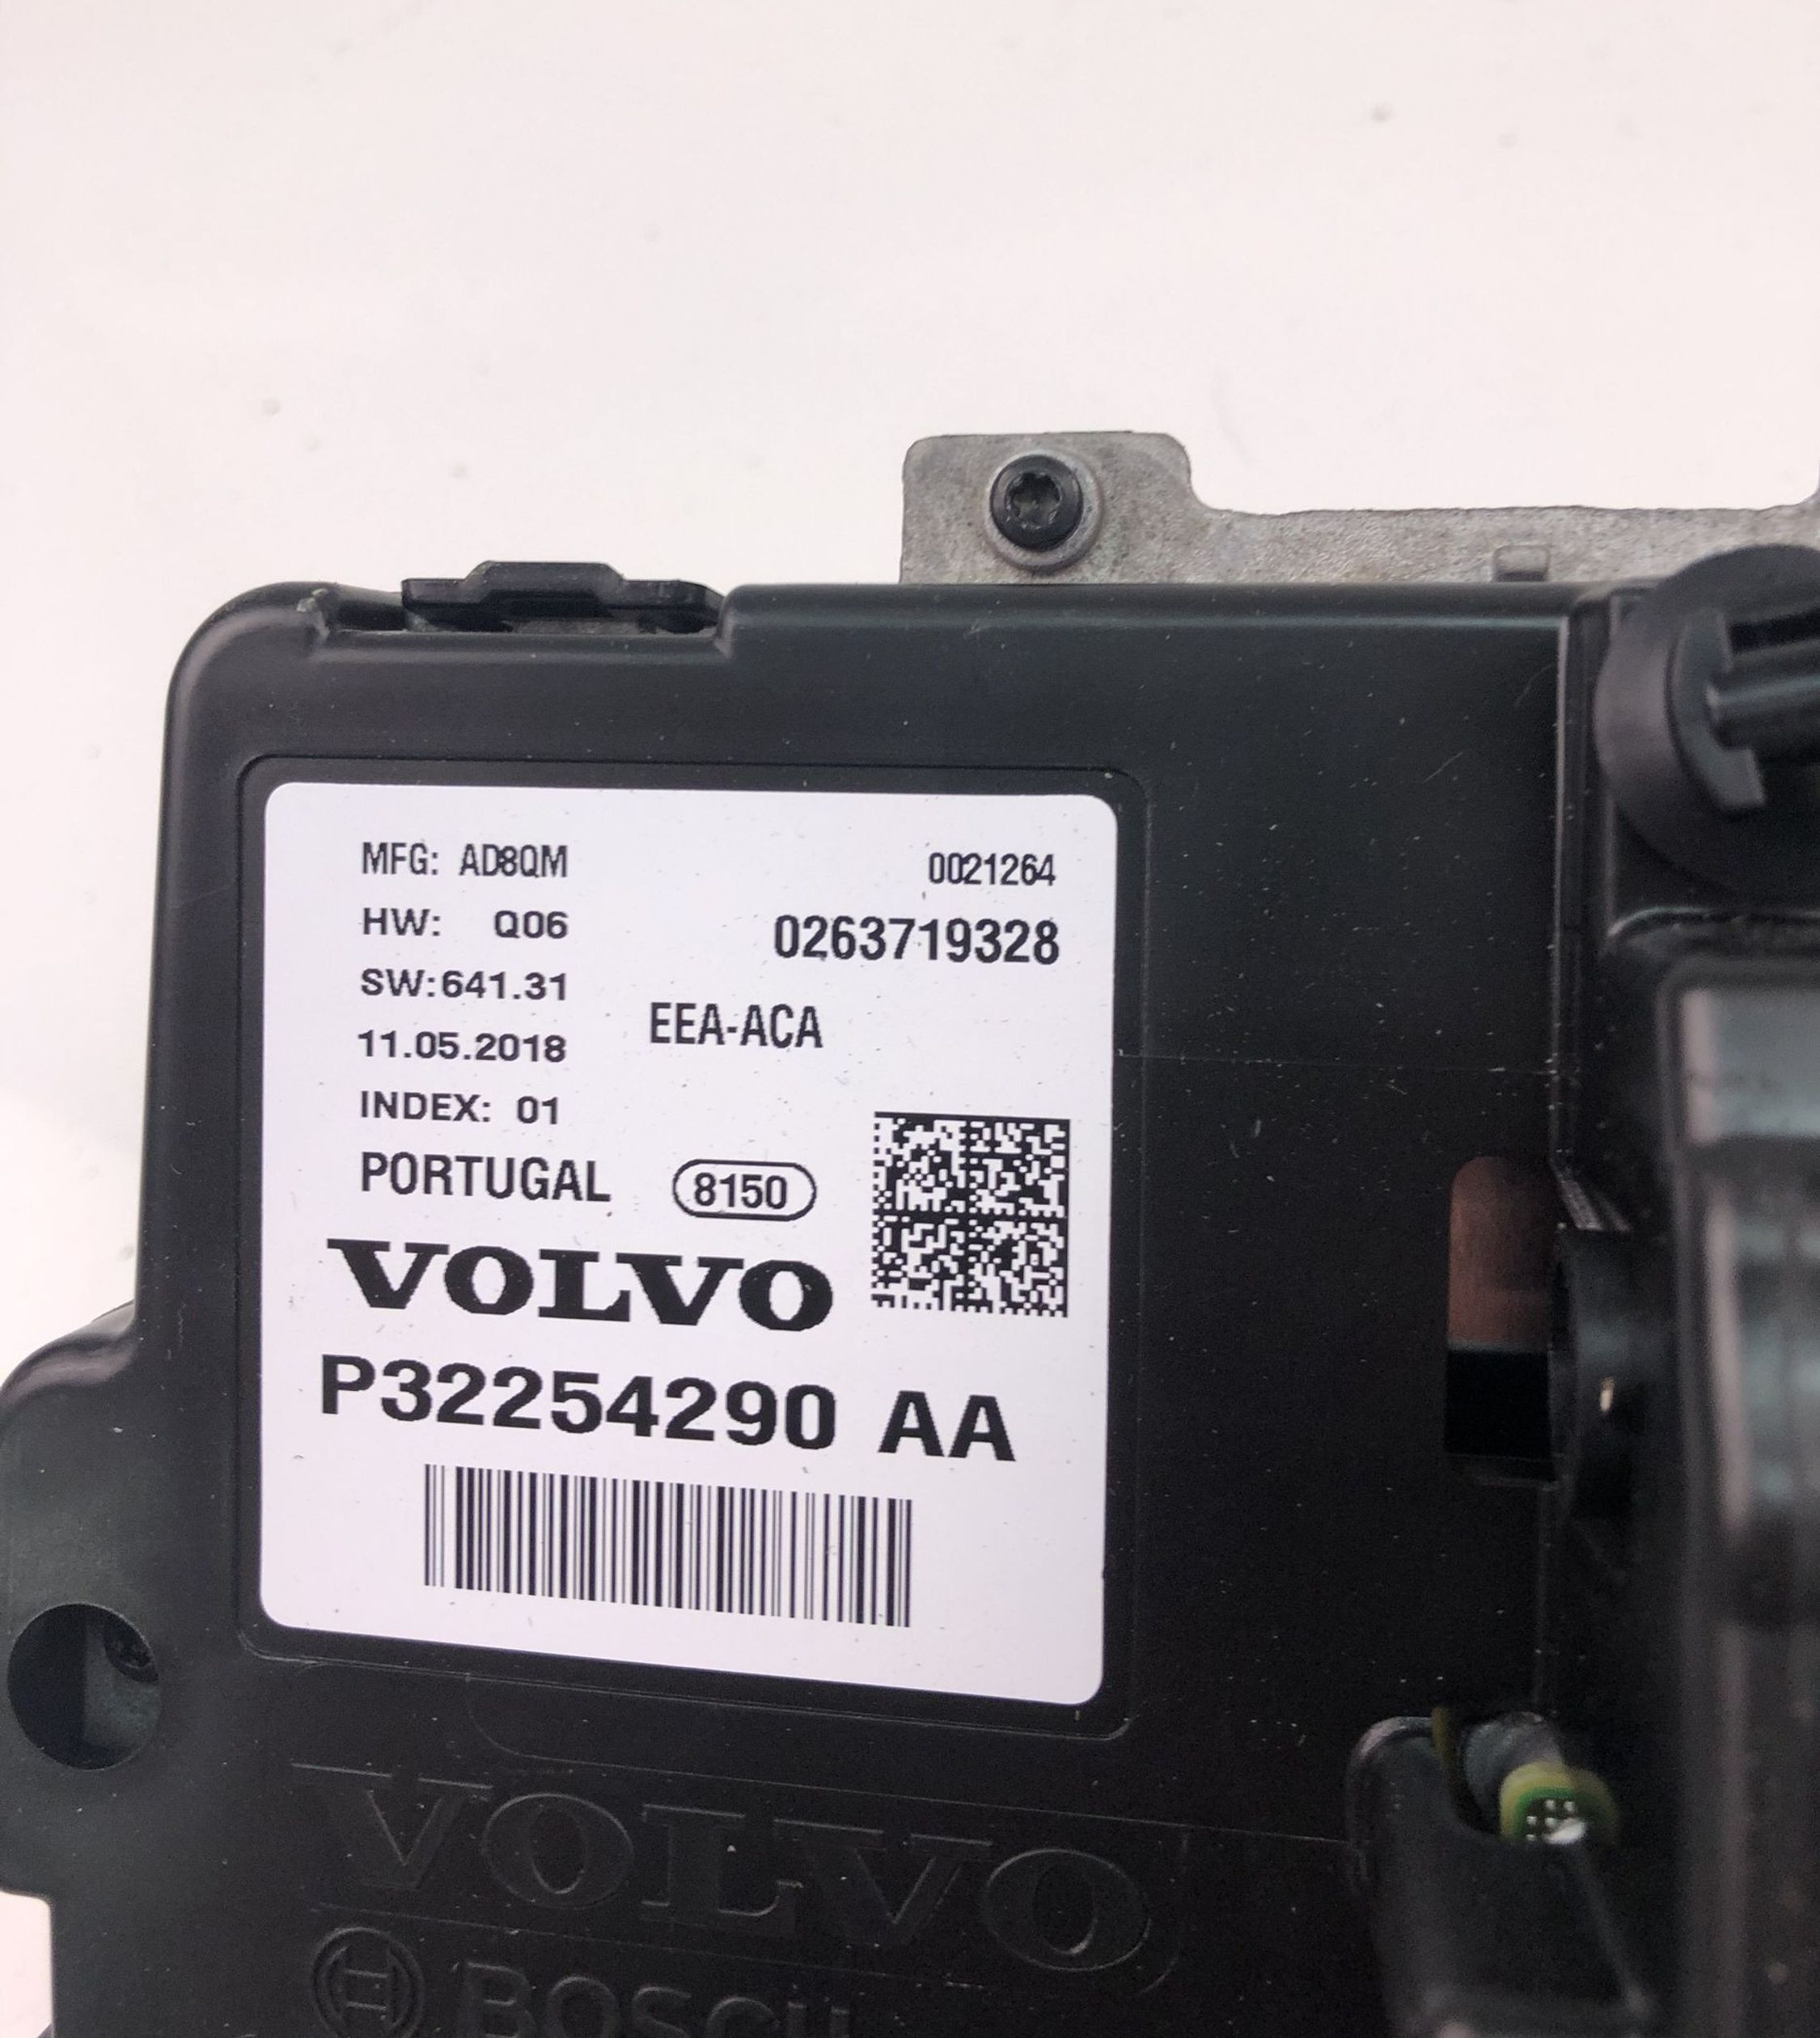 MFG: AD8QM 0021264
HW: Q06 0263719328
SW:641.31
EEA-ACA
11.05.2018
INDEX: 01
PORTUGAL 8150
VOLVO
P32254290 AA
VOLVO
BOSCH